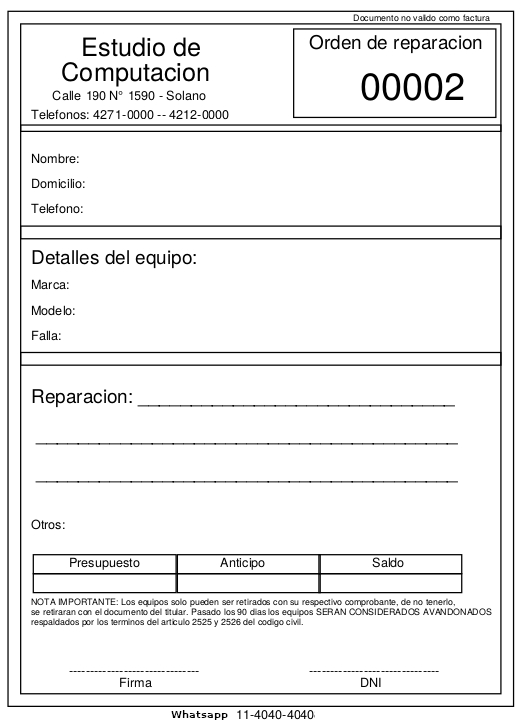 Documento no valido como factura
Estudio de
Computacion
Calle 190 N° 1590 - Solano
Telefonos: 4271-0000 -- 4212-0000
Orden de reparacion
00002
Nombre:
Domicilio:
Telefono:
Detalles del equipo:
Marca:
Modelo:
Falla:
Reparacion: ______________________________
________________________________________
________________________________________
Otros:
Presupuesto Anticipo Saldo
NOTA IMPORTANTE: Los equipos solo pueden ser retirados con su respectivo comprobante, de no tenerlo,
se retiraran con el documento del titular. Pasado los 90 dias los equipos SERAN CONSIDERADOS AVANDONADOS
respaldados por los terminos del articulo 2525 y 2526 del codigo civil.
------------------------------ ------------------------------
Firma DNI
Whatsapp 11-4040-4040